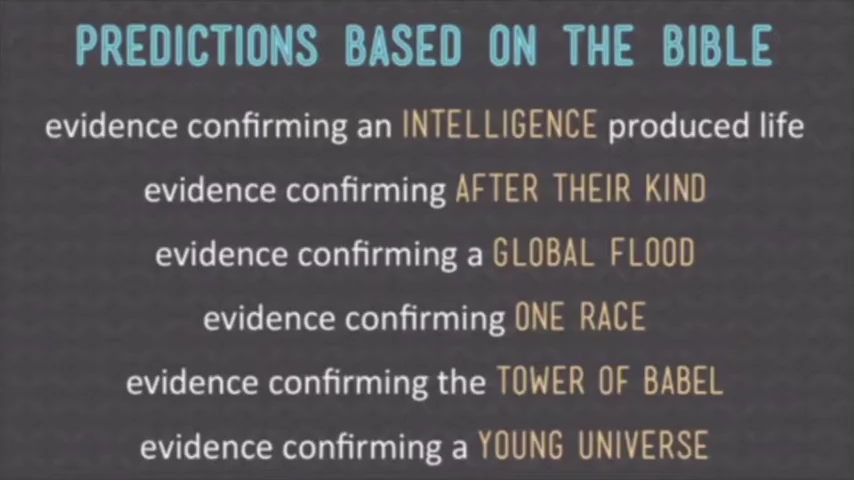 PREDICTIONS BASED ON THE BIBLE
evidence confirming an INTELLIGENCE produced life
evidence confirming AFTER THEIR KIND
evidence confirming a GLOBAL FLOOD
evidence confirming ONE RACE
evidence confirming the TOWER OF BABEL
evidence confirming a YOUNG UNIVERSE